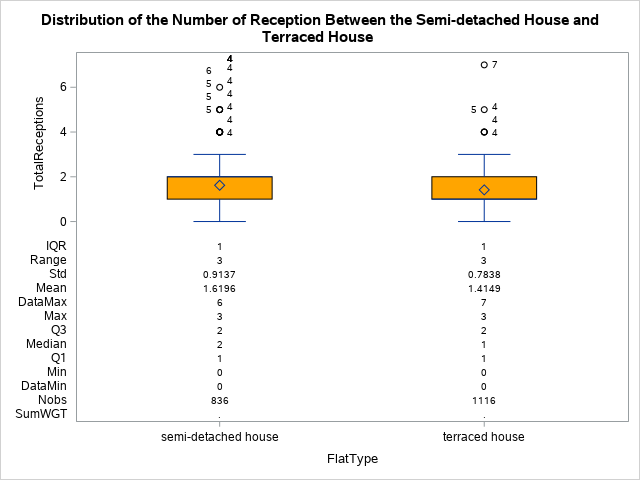 Distribution of the Number of Reception Between the Semi-detached House and
Terraced House
TotalReceptions
6
4
2
0
4
4
6
4
5
4
5
4
5
4
4
7
5
4
4
4
IQR 1 1
Range 3 3
Std 0.9137 0.7838
Mean 1.6196 1.4149
DataMax 6 7
Max 3 3
Q3 2 2
Median 2 1
Q1 1 1
Min 0 0
DataMin 0 0
Nobs 836 1116
SumWGT . .
semi-detached house terraced house
FlatType